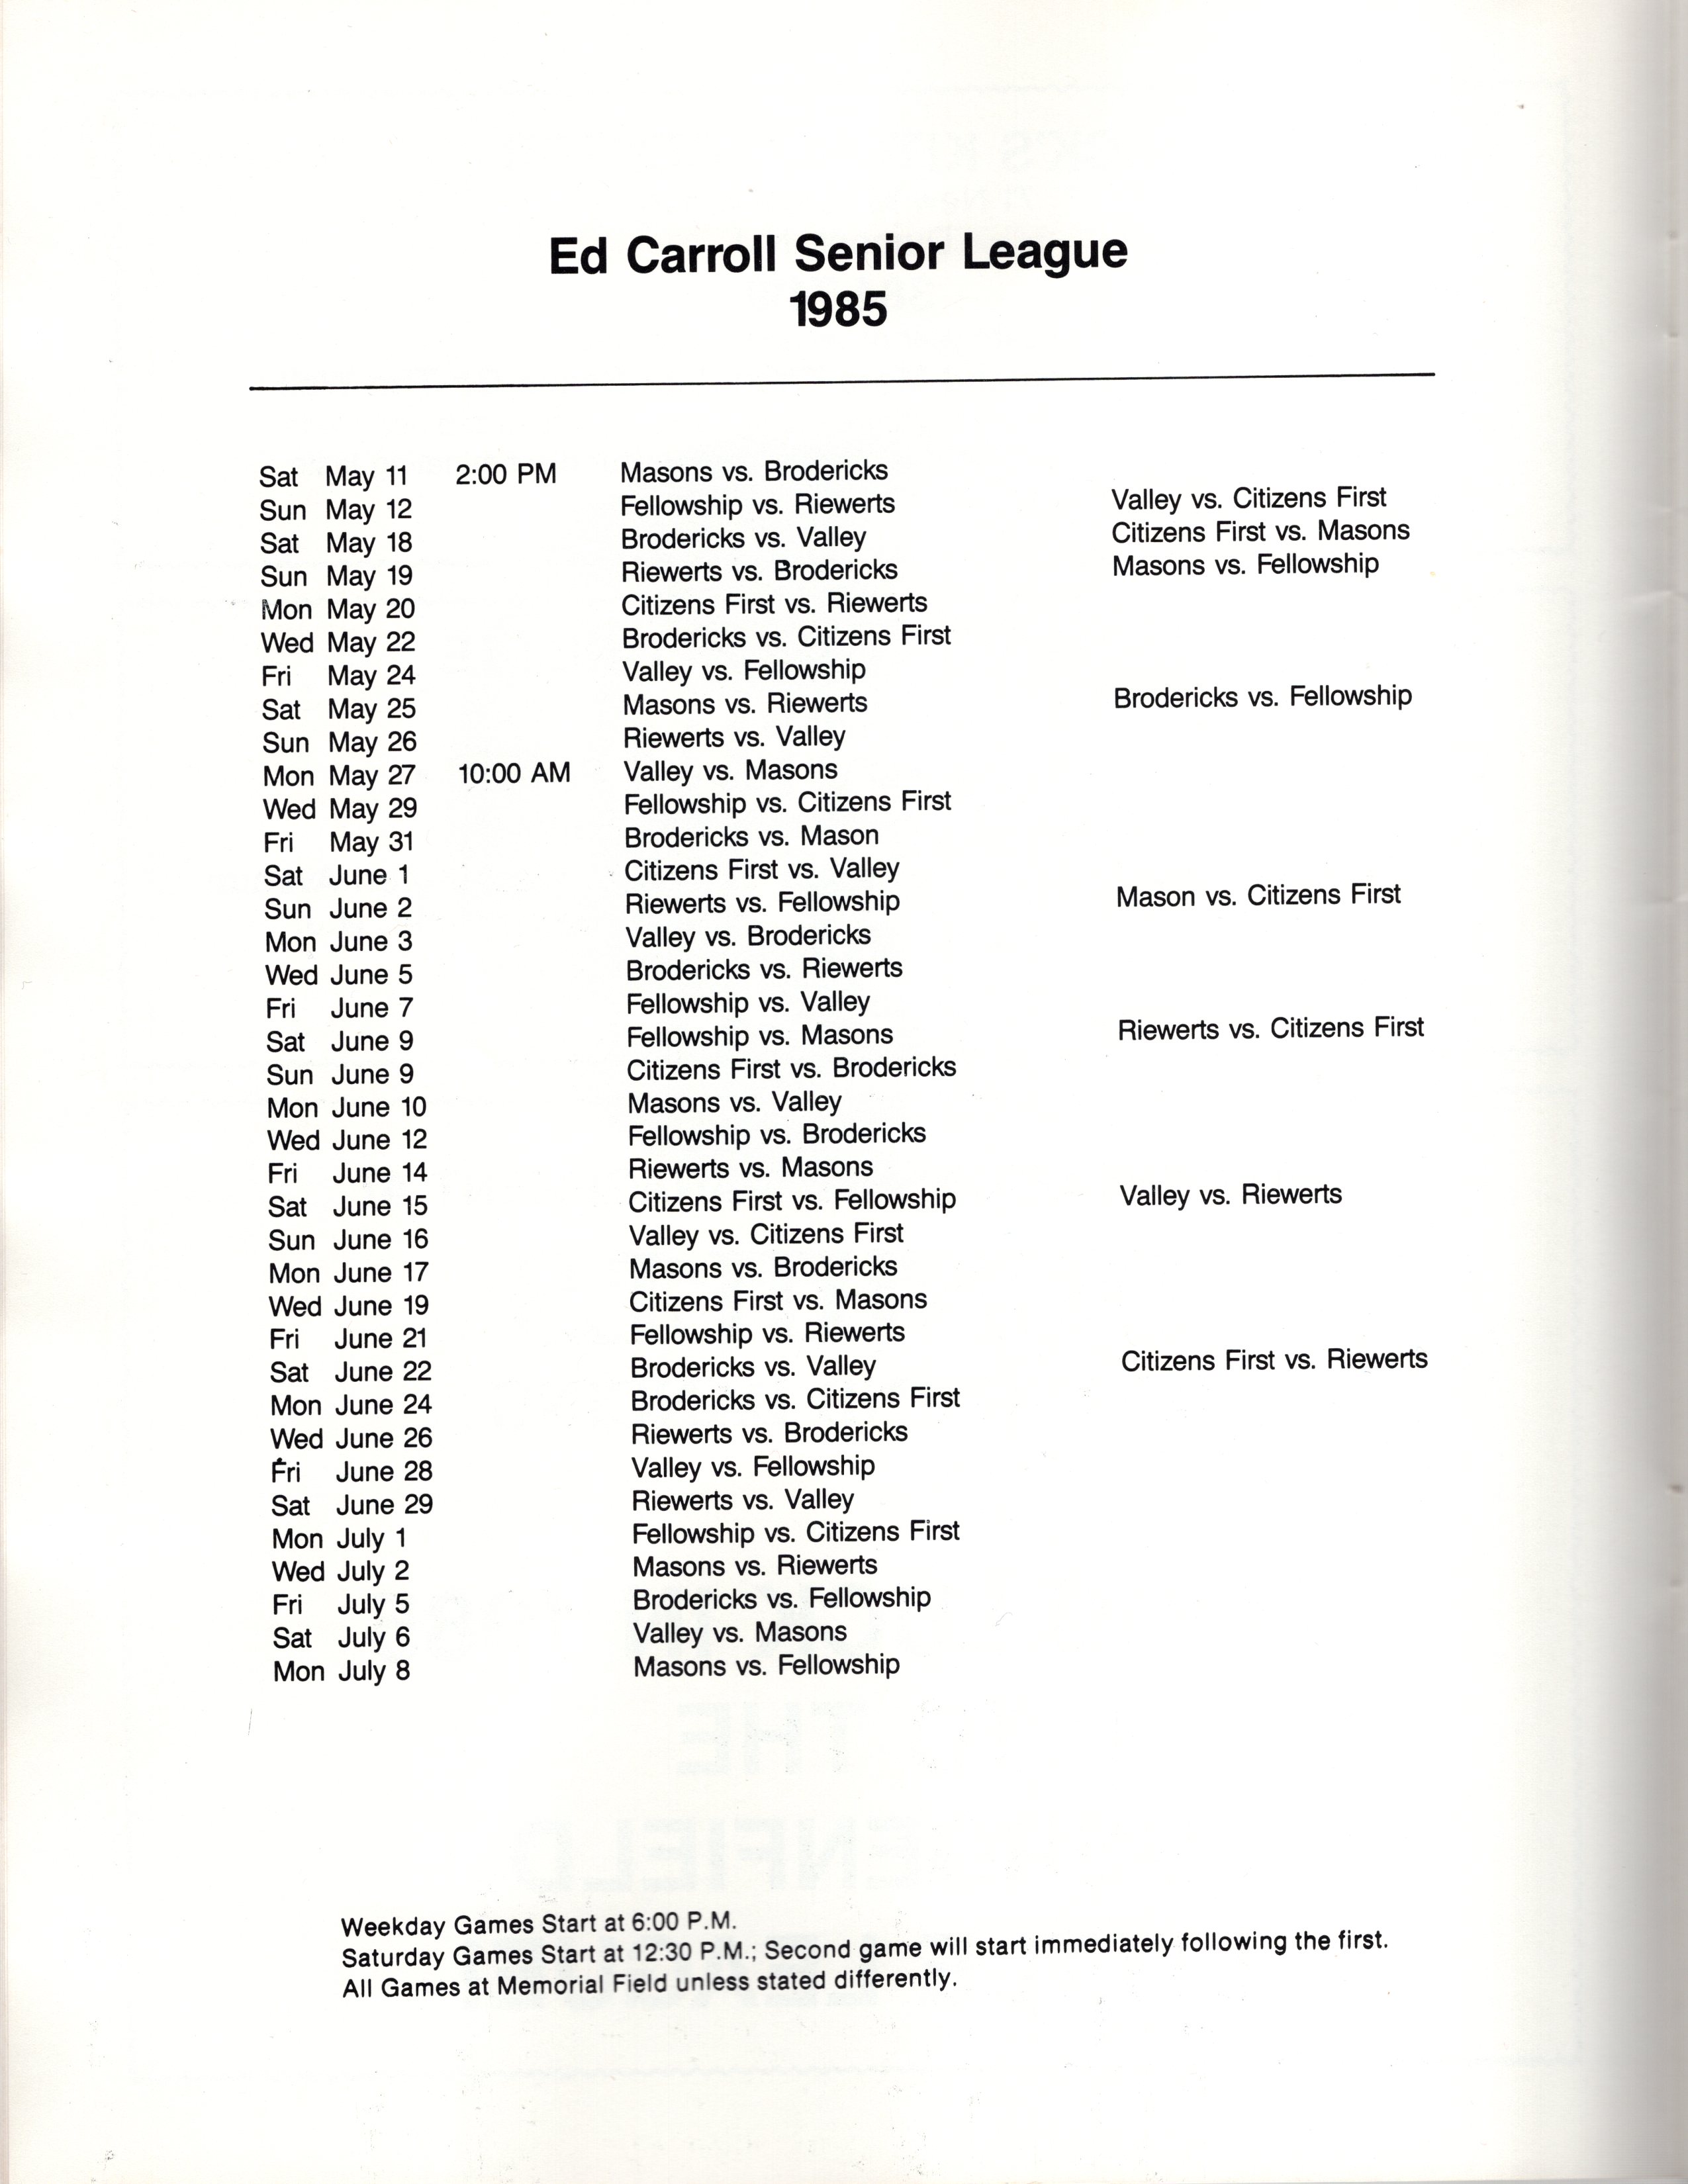 Ed Carroll Senior League
1985
Sat May 11 2:00 PM Masons vs. Brodericks
Sun May 12 Fellowship vs. Riewerts Valley vs. Citizens First
Sat May 18 Brodericks vs. Valley Citizens First vs. Masons
Sun May 19 Riewerts vs. Brodericks Masons vs. Fellowship
Mon May 20 Citizens First vs. Riewerts
Wed May 22 Brodericks vs. Citizens First
Fri May 24 Valley vs. Fellowship
Sat May 25 Masons vs. Riewerts Brodericks vs. Fellowship
Sun May 26 Riewerts vs. Valley
Mon May 27 10:00 AM Valley vs. Masons
Wed May 29 Fellowship vs. Citizens First
Fri May 31 Brodericks vs. Mason
Sat June 1 Citizens First vs. Valley
Sun June 2 Riewerts vs. Fellowship Mason vs. Citizens First
Mon June 3 Valley vs. Brodericks
Wed June 5 Brodericks vs. Riewerts
Fri June 7 Fellowship vs. Valley
Sat June 9 Fellowship vs. Masons Riewerts vs. Citizens First
Sun June 9 Citizens First vs. Brodericks
Mon June 10 Masons vs. Valley
Wed June 12 Fellowship vs. Brodericks
Fri June 14 Riewerts vs. Masons
Sat June 15 Citizens First vs. Fellowship Valley vs. Riewerts
Sun June 16 Valley vs. Citizens First
Mon June 17 Masons vs. Brodericks
Wed June 19 Citizens First vs. Masons
Fri June 21 Fellowship vs. Riewerts
Sat June 22 Brodericks vs. Valley Citizens First vs. Riewerts
Mon June 24 Brodericks vs. Citizens First
Wed June 26 Riewerts vs. Brodericks
Fri June 28 Valley vs. Fellowship
Sat June 29 Riewerts vs. Valley
Mon July 1 Fellowship vs. Citizens First
Wed July 2 Masons vs. Riewerts
Fri July 5 Brodericks vs. Fellowship
Sat July 6 Valley vs. Masons
Mon July 8 Masons vs. Fellowship
Weekday Games Start at 6:00 P.M.
Saturday Games Start at 12:30 P.M.; Second game will start immediately following the first.
All Games at Memorial Field unless stated differently.